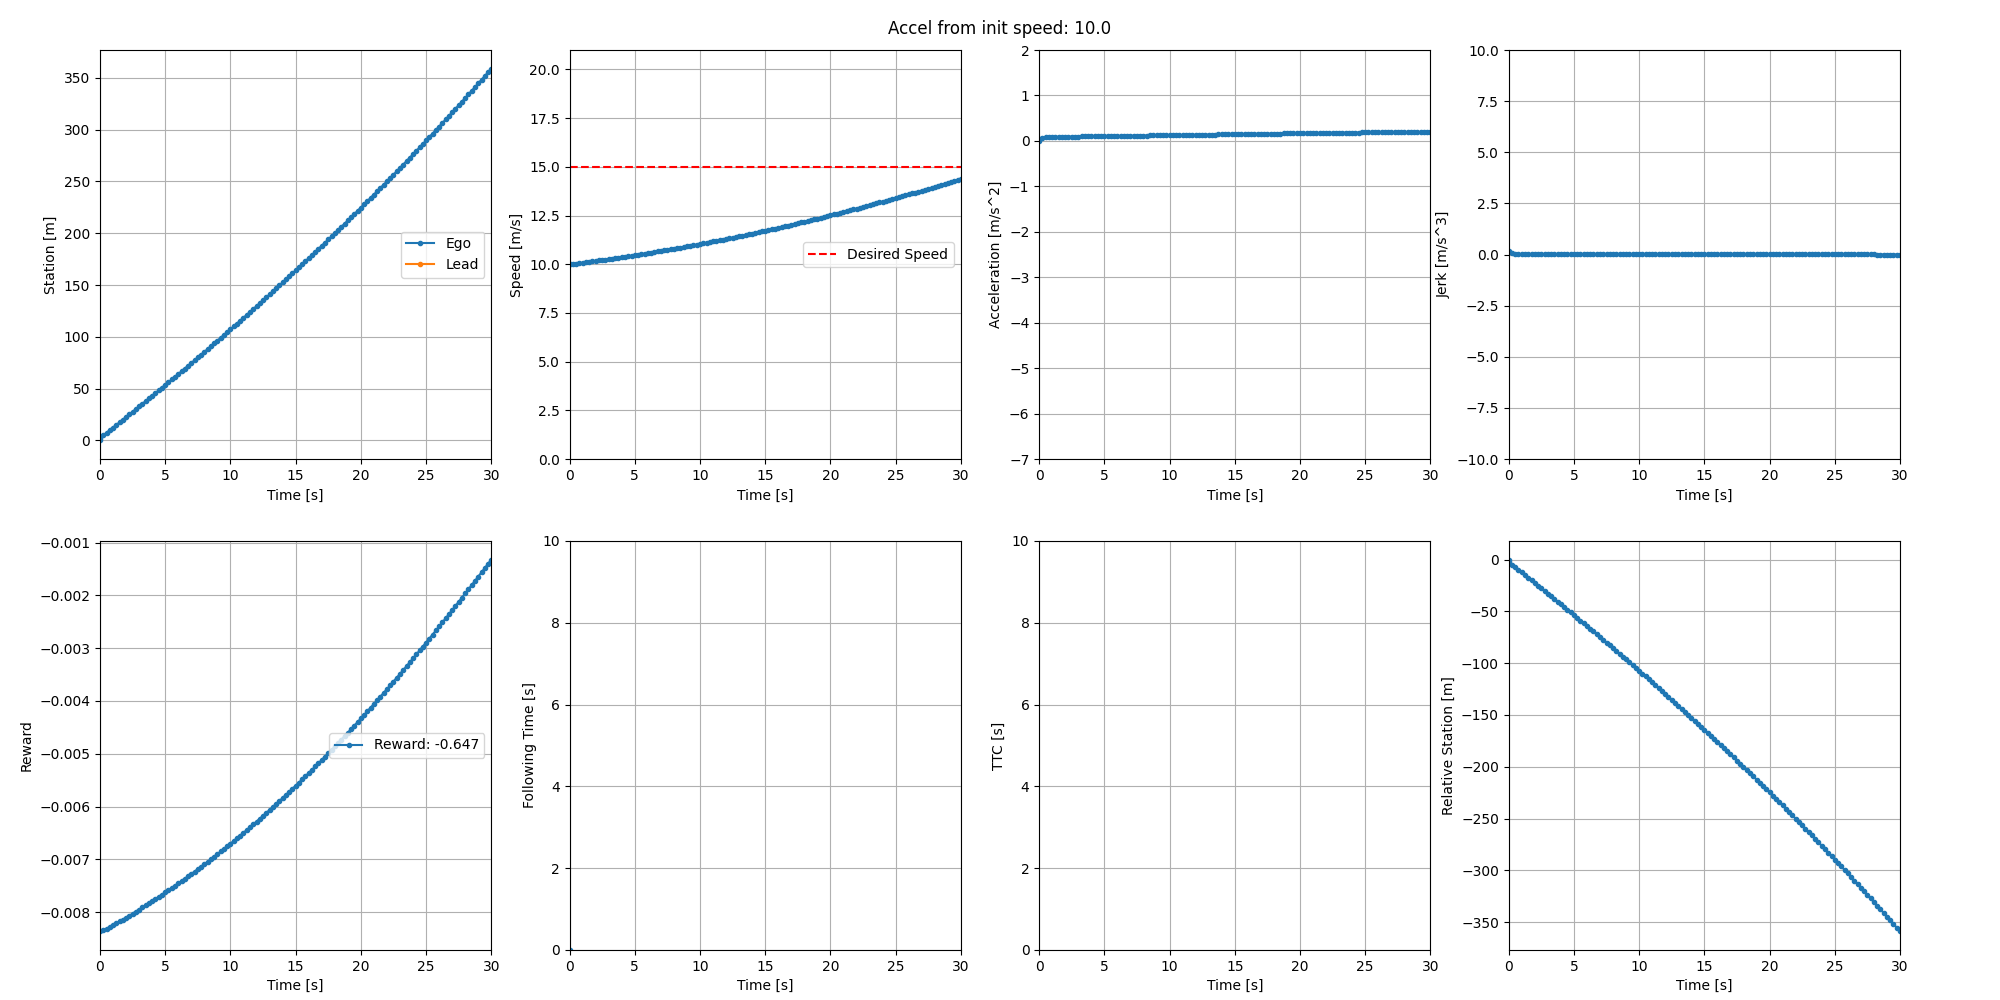 Accel from init speed: 10.0
350
300
250
200
150
100
50
0
Station [m]
Ego
Lead
0 5 10 15 20 25 30
Time [s]
20.0
17.5
15.0
12.5
10.0
7.5
5.0
2.5
0.0
Speed [m/s]
Desired Speed
0 5 10 15 20 25 30
Time [s]
2
1
0
−1
−2
−3
−4
−5
−6
−7
Acceleration [m/s^2]
0 5 10 15 20 25 30
Time [s]
10.0
7.5
5.0
2.5
0.0
−2.5
−5.0
−7.5
−10.0
Jerk [m/s^3]
0 5 10 15 20 25 30
Time [s]
−0.001
−0.002
−0.003
−0.004
−0.005
−0.006
−0.007
−0.008
Reward
Reward: -0.647
0 5 10 15 20 25 30
Time [s]
10
8
6
4
2
0
Following Time [s]
0 5 10 15 20 25 30
Time [s]
10
8
6
4
2
0
TTC [s]
0 5 10 15 20 25 30
Time [s]
0
−50
−100
−150
−200
−250
−300
−350
Relative Station [m]
0 5 10 15 20 25 30
Time [s]